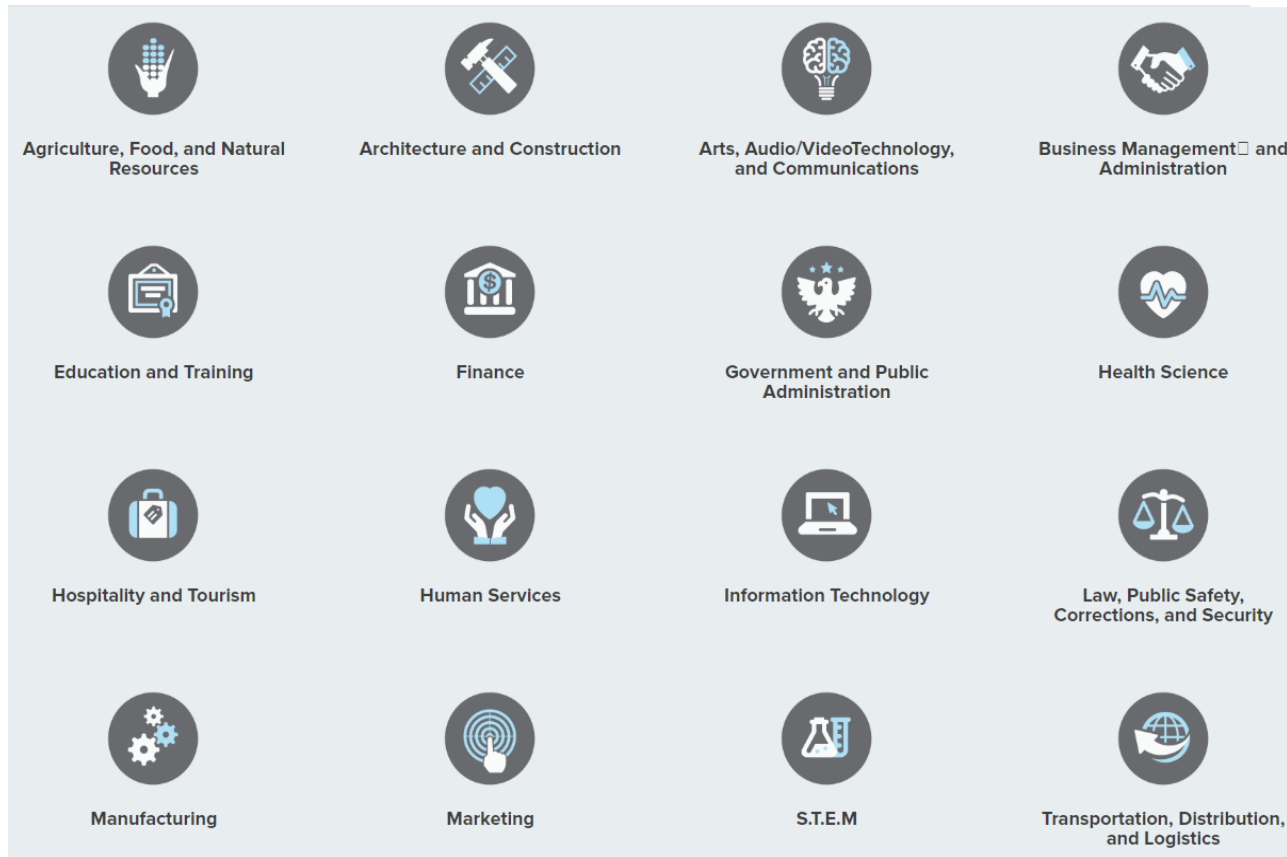 Agriculture, Food, and Natural
Resources
Architecture and Construction
Arts, Audio/VideoTechnology,
and Communications
Business Management□ and
Administration
Education and Training
Finance
Government and Public
Administration
Health Science
Hospitality and Tourism
Human Services
Information Technology
Law, Public Safety,
Corrections, and Security
Manufacturing
Marketing
S.T.E.M
Transportation, Distribution,
and Logistics